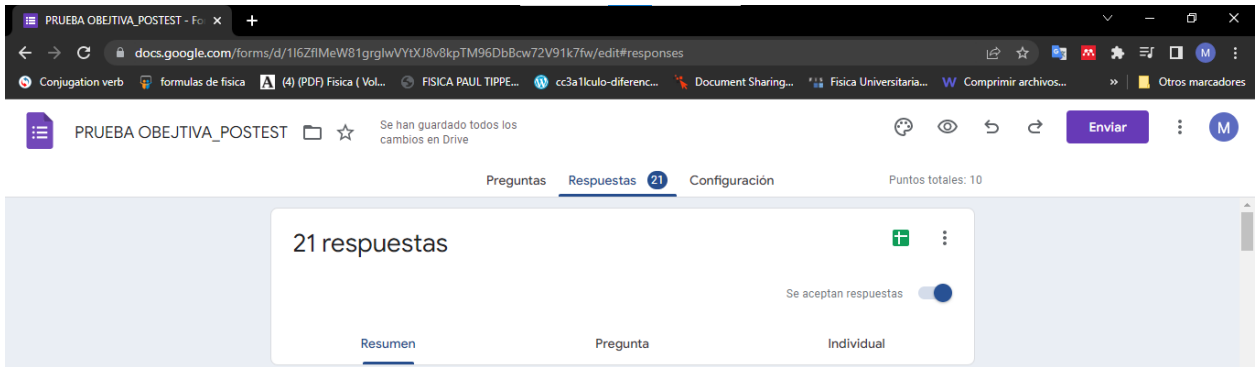 PRUEBA OBEJTIVA_POSTEST - Fo
docs.google.com/forms/d/1I6ZfIMeW81grgIwVYtXJ8v8kpTM96DbBcw72V91k7fw/edit#responses
M
Conjugation verb formulas de fisica (4) (PDF) Fisica ( Vol... FISICA PAUL TIPPE... cc3a1lculo-diferenc... Document Sharing... Fisica Universitaria... Comprimir archivos... » Otros marcadores
PRUEBA OBEJTIVA_POSTEST
Se han guardado todos los
cambios en Drive
Enviar
M
Preguntas Respuestas 21 Configuración Puntos totales: 10
21 respuestas
Se aceptan respuestas
Resumen Pregunta Individual